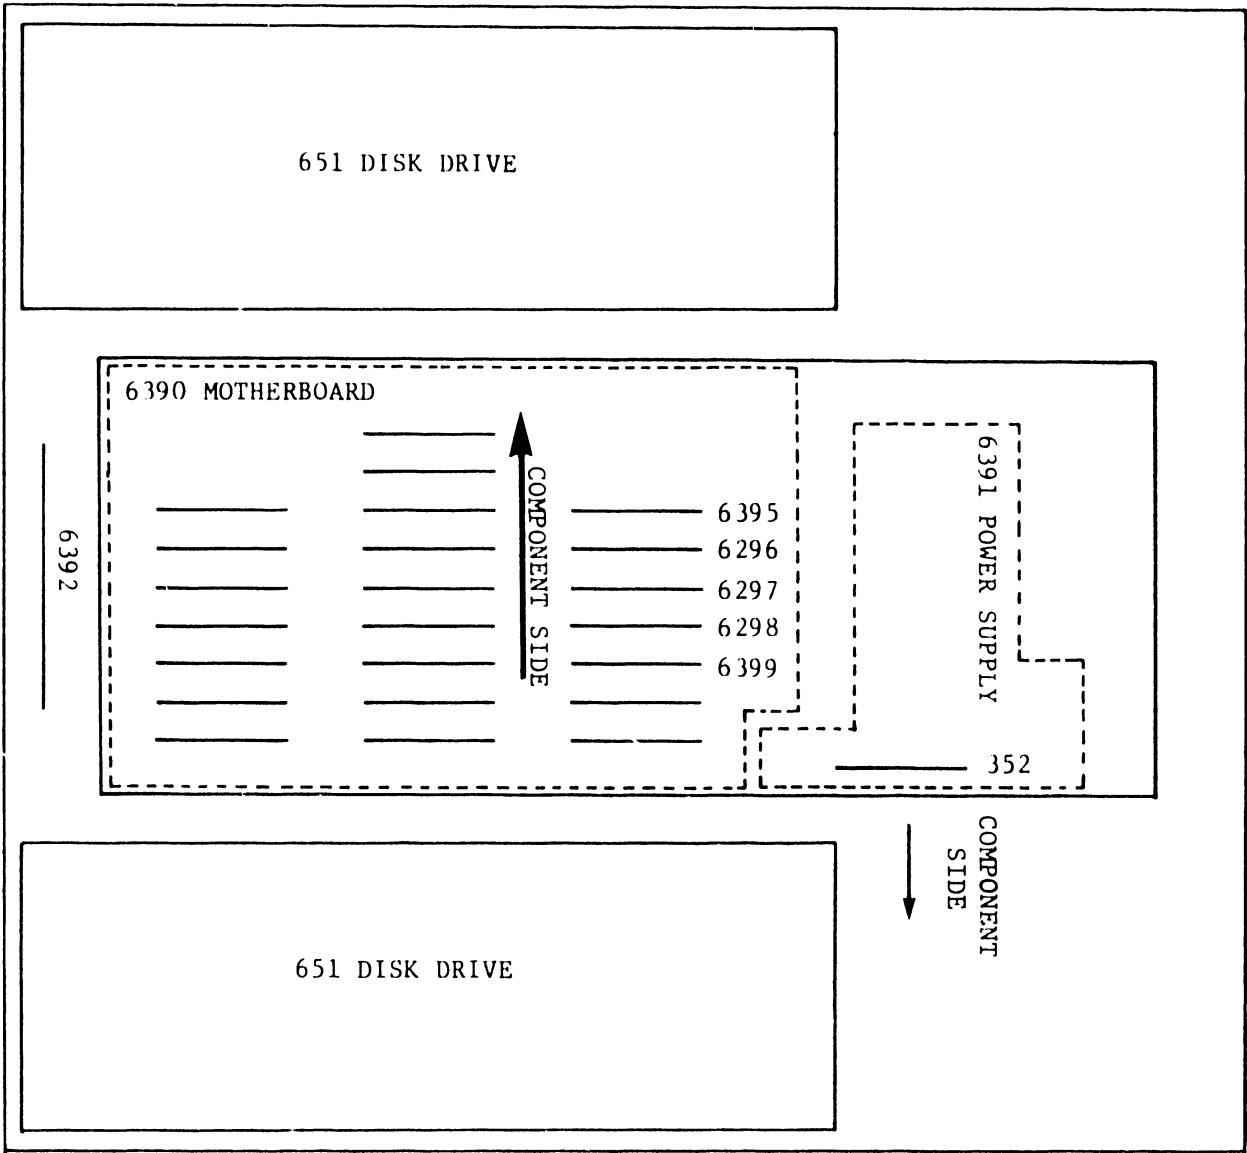 651 DISK DRIVE
6390 MOTHERBOARD
6392
COMPONENT SIDE
6395
6296
6297
6298
6399
6391 POWER SUPPLY
352
COMPONENT
SIDE
651 DISK DRIVE